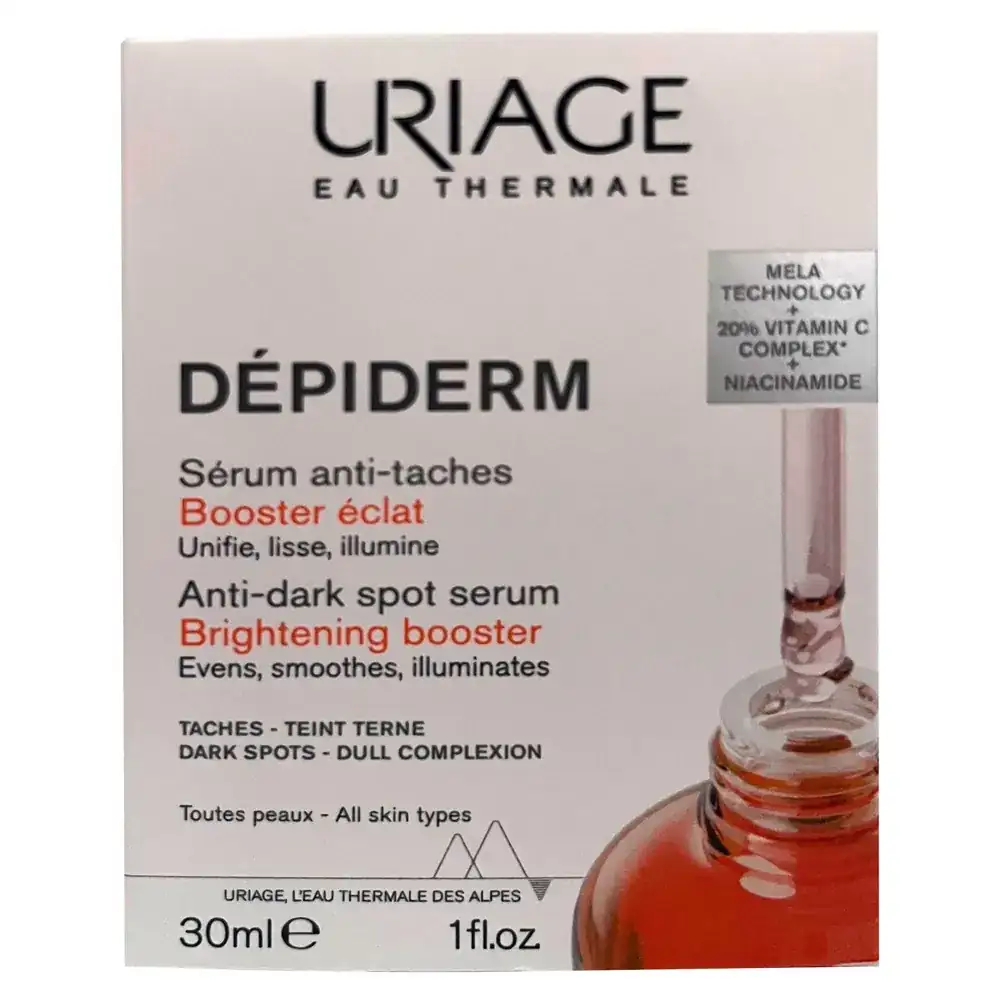 URIAGE
EAU THERMALE
MELA
TECHNOLOGY
+
20% VITAMIN C
COMPLEX*
+
NIACINAMIDE
DÉPIDERM
Sérum anti-taches
Booster éclat
Unifie, lisse, illumine
Anti-dark spot serum
Brightening booster
Evens, smoothes, illuminates
TACHES - TEINT TERNE
DARK SPOTS - DULL COMPLEXION
Toutes peaux - All skin types
URIAGE, L'EAU THERMALE DES ALPES
30ml℮ 1fl.oz.